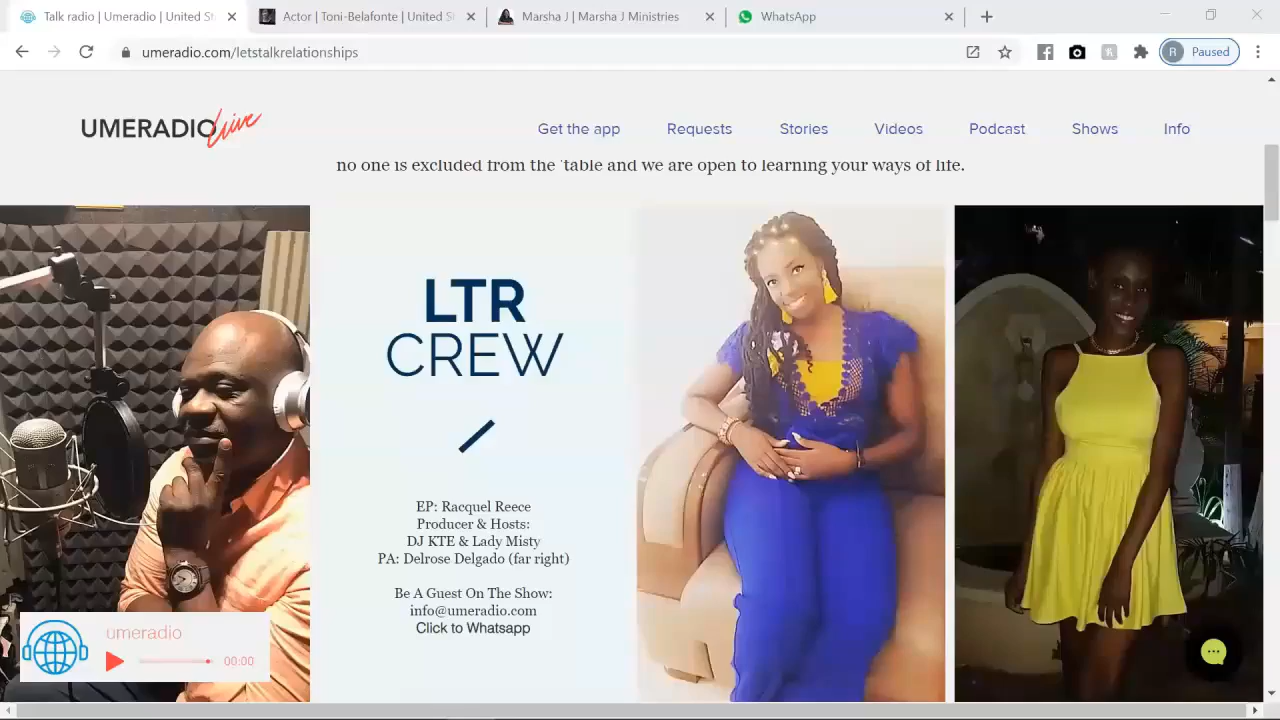 Talk radio | Umeradio | United St
Actor | Toni-Belafonte | United S
Marsha J | Marsha J Ministries
WhatsApp
umeradio.com/letstalkrelationships
R Paused
UMERADIO Live
Get the app
Requests
Stories
Videos
Podcast
Shows
Info
no one is excluded from the 'table and we are open to learning your ways of life.
LTR
CREW
EP: Racquel Reece
Producer & Hosts:
DJ KTE & Lady Misty
PA: Delrose Delgado (far right)
Be A Guest On The Show:
info@umeradio.com
Click to Whatsapp
umeradio
00:00